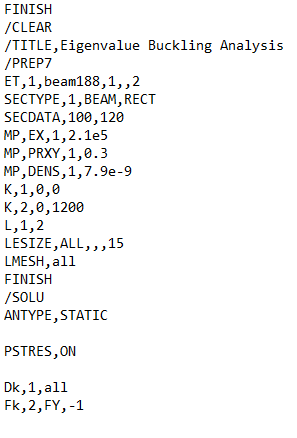 FINISH
/CLEAR
/TITLE,Eigenvalue Buckling Analysis
/PREP7
ET,1,beam188,1,,2
SECTYPE,1,BEAM,RECT
SECDATA,100,120
MP,EX,1,2.1e5
MP,PRXY,1,0.3
MP,DENS,1,7.9e-9
K,1,0,0
K,2,0,1200
L,1,2
LESIZE,ALL,,,15
LMESH,all
FINISH
/SOLU
ANTYPE,STATIC
PSTRES,ON
Dk,1,all
Fk,2,FY,-1